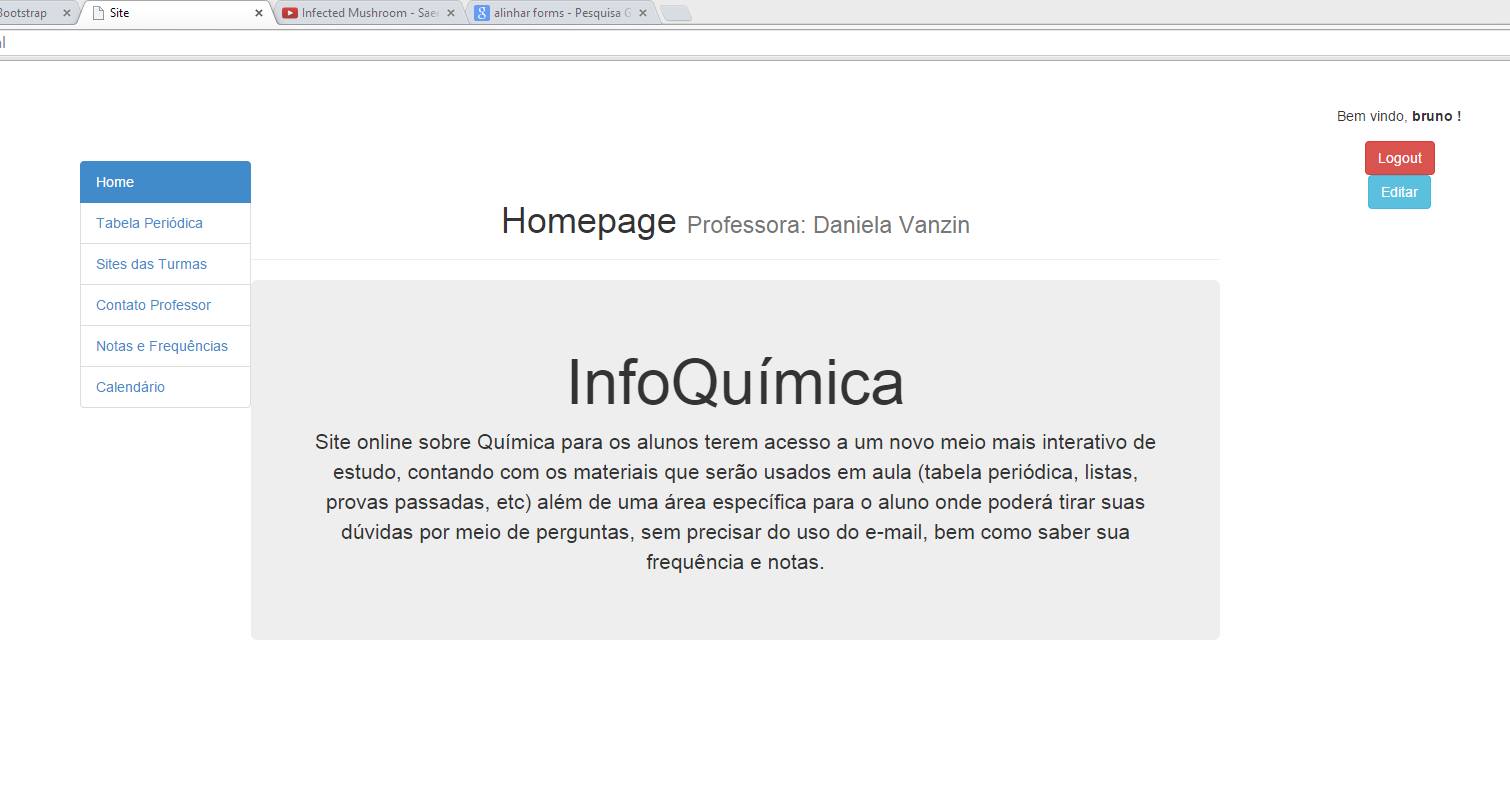 Bootstrap
Site
Infected Mushroom - Sae
alinhar forms - Pesquisa G
Bem vindo, bruno !
Logout
Editar
Home
Tabela Periódica
Sites das Turmas
Contato Professor
Notas e Frequências
Calendário
Homepage Professora: Daniela Vanzin
InfoQuímica
Site online sobre Química para os alunos terem acesso a um novo meio mais interativo de
estudo, contando com os materiais que serão usados em aula (tabela periódica, listas,
provas passadas, etc) além de uma área específica para o aluno onde poderá tirar suas
dúvidas por meio de perguntas, sem precisar do uso do e-mail, bem como saber sua
frequência e notas.